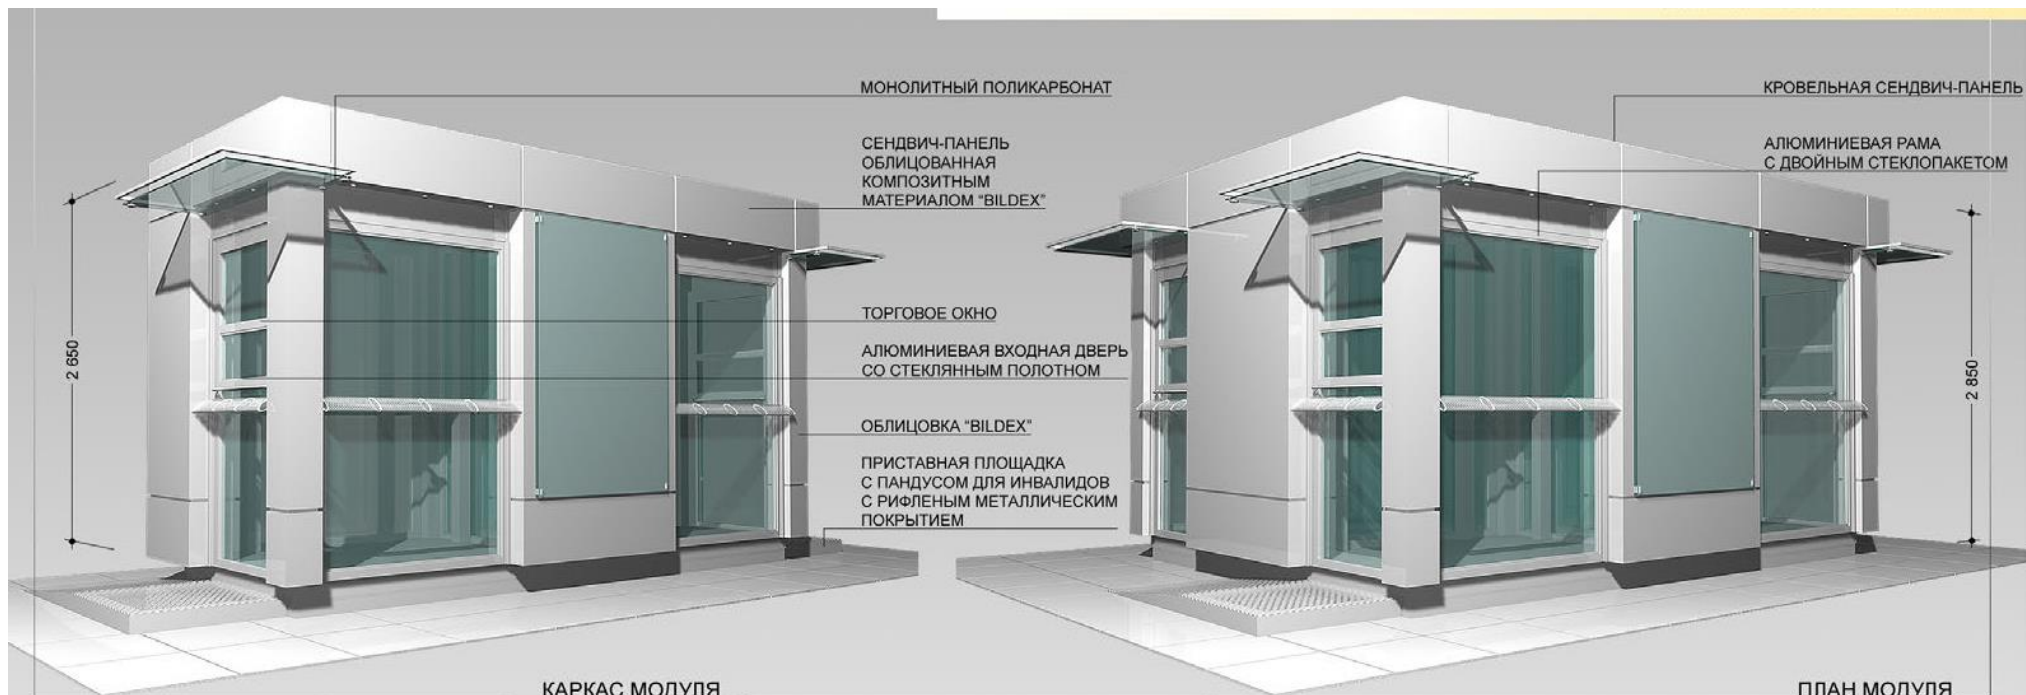 МОНОЛИТНЫЙ ПОЛИКАРБОНАТ
СЕНДВИЧ-ПАНЕЛЬ
ОБЛИЦОВАННАЯ
КОМПОЗИТНЫМ
МАТЕРИАЛОМ "BILDEX"
ТОРГОВОЕ ОКНО
АЛЮМИНИЕВАЯ ВХОДНАЯ ДВЕРЬ
СО СТЕКЛЯННЫМ ПОЛОТНОМ
ОБЛИЦОВКА "BILDEX"
ПРИСТАВНАЯ ПЛОЩАДКА
С ПАНДУСОМ ДЛЯ ИНВАЛИДОВ
С РИФЛЕНЫМ МЕТАЛЛИЧЕСКИМ
ПОКРЫТИЕМ
2 650
КРОВЕЛЬНАЯ СЕНДВИЧ-ПАНЕЛЬ
АЛЮМИНИЕВАЯ РАМА
С ДВОЙНЫМ СТЕКЛОПАКЕТОМ
2 850
КАРКАС МОДУЛЯ
ПЛАН МОДУЛЯ